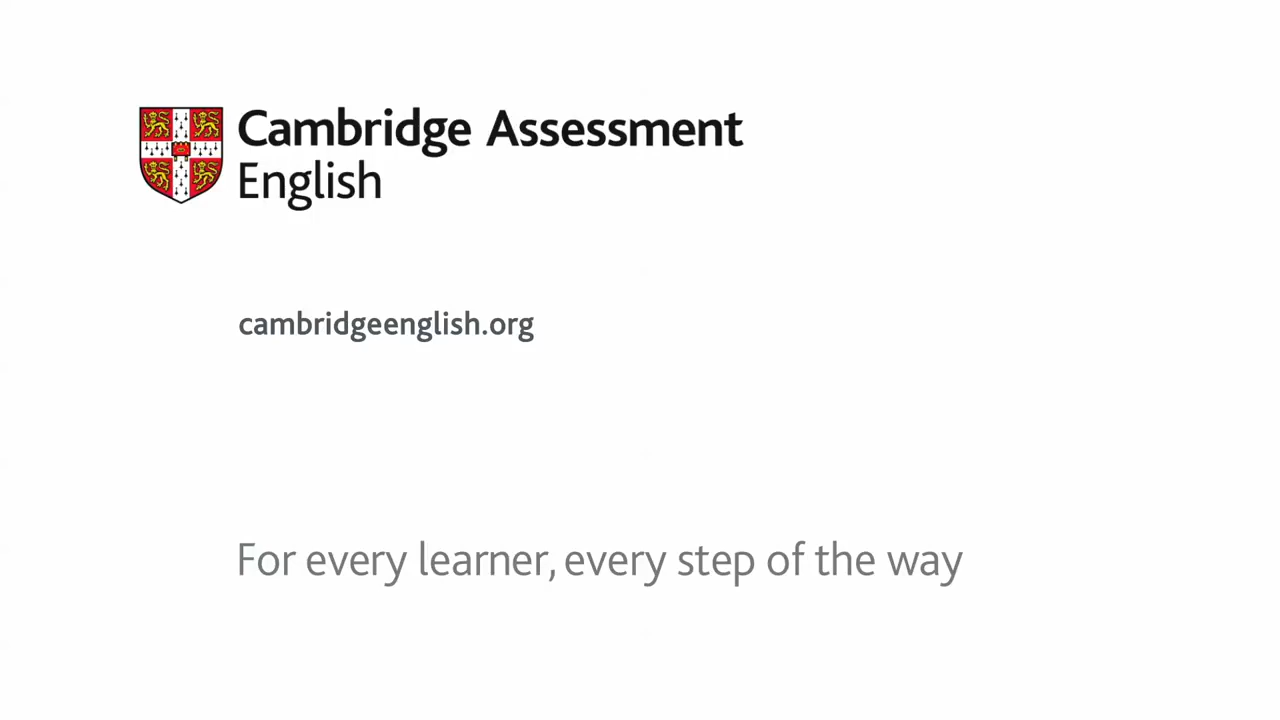 Cambridge Assessment
English
cambridgeenglish.org
For every learner, every step of the way